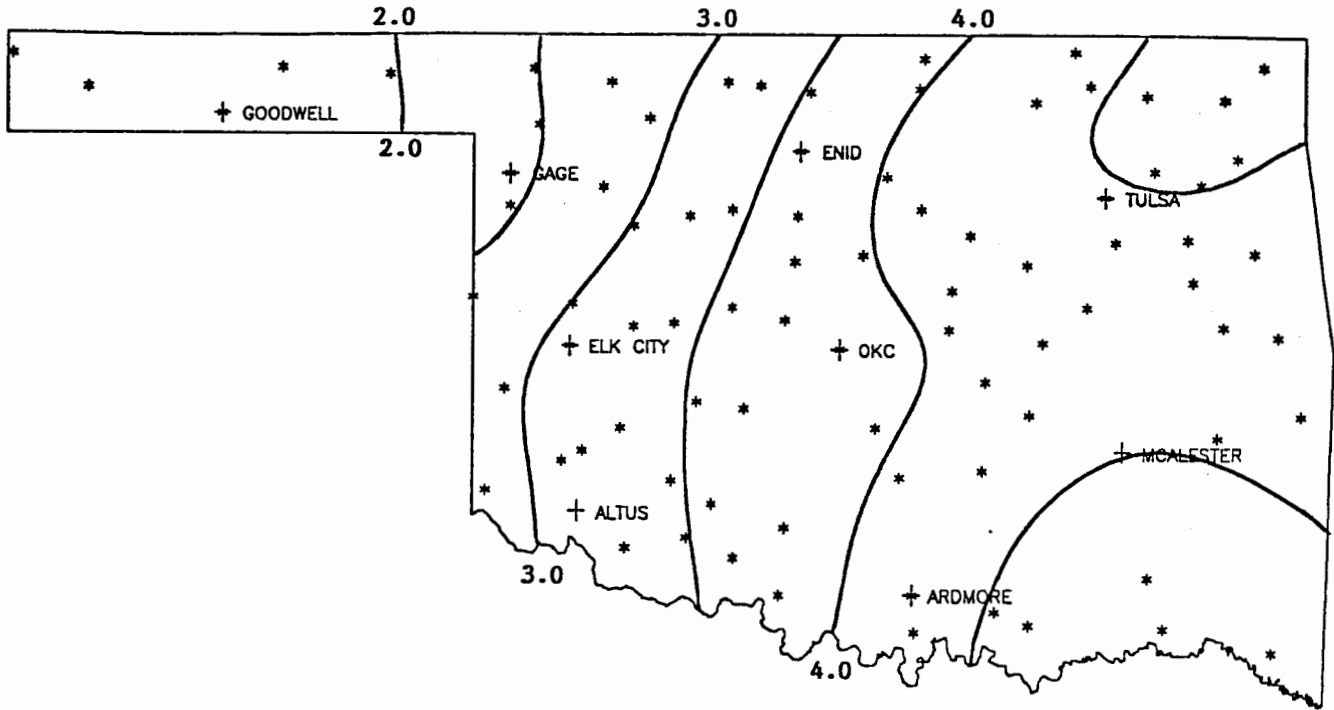 2.0 3.0 4.0
GOODWELL
2.0
ENID
GAGE
TULSA
ELK CITY
OKC
MCALESTER
ALTUS
3.0
ARDMORE
4.0